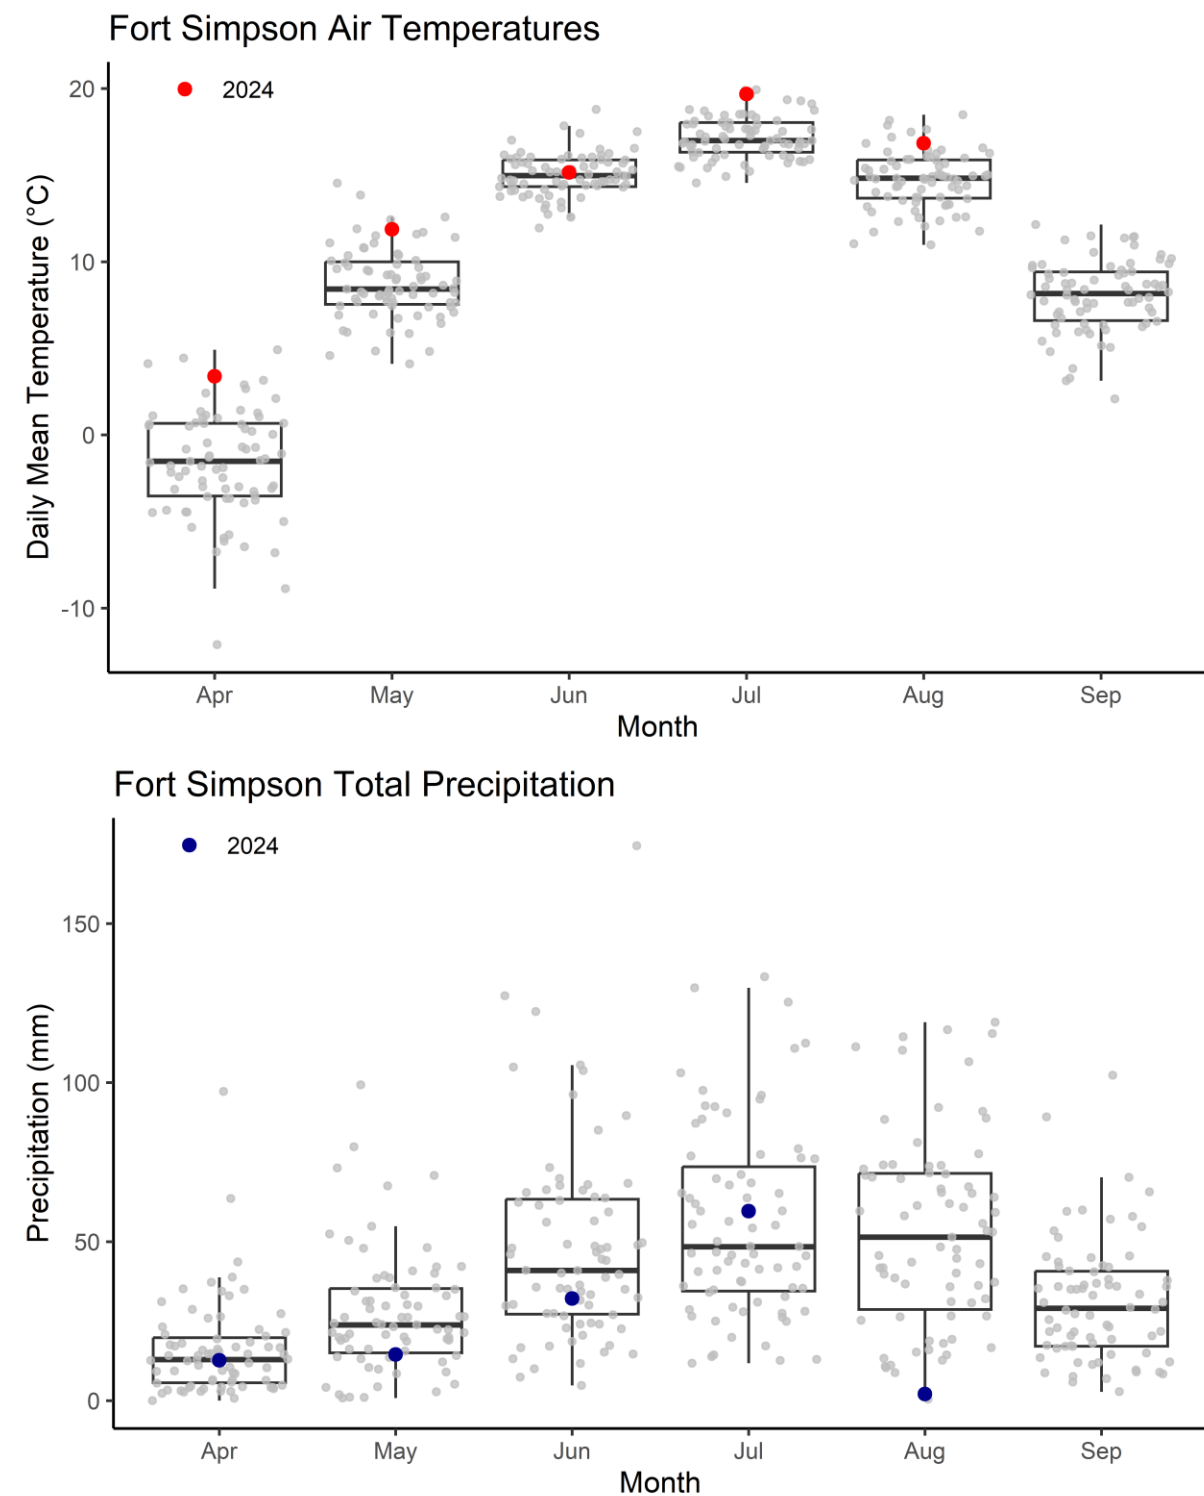 Fort Simpson Air Temperatures
2024
20
10
0
-10
Daily Mean Temperature (°C)
Apr May Jun Jul Aug Sep
Month
Fort Simpson Total Precipitation
2024
150
100
50
0
Precipitation (mm)
Apr May Jun Jul Aug Sep
Month